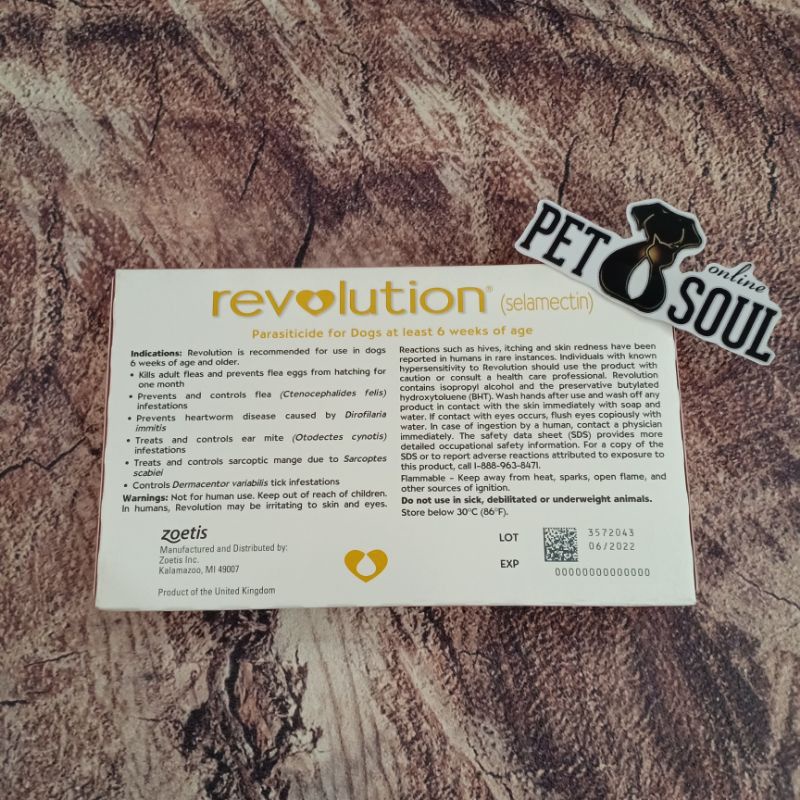 PET SOUL
online
revolution® (selamectin)
Parasiticide for Dogs at least 6 weeks of age
Indications: Revolution is recommended for use in dogs
6 weeks of age and older.
• Kills adult fleas and prevents flea eggs from hatching for
one month
• Prevents and controls flea (Ctenocephalides felis)
infestations
• Prevents heartworm disease caused by Dirofilaria
immitis
• Treats and controls ear mite (Otodectes cynotis)
infestations
• Treats and controls sarcoptic mange due to Sarcoptes
scabiei
• Controls Dermacentor variabilis tick infestations
Warnings: Not for human use. Keep out of reach of children.
In humans, Revolution may be irritating to skin and eyes.
Reactions such as hives, itching and skin redness have been
reported in humans in rare instances. Individuals with known
hypersensitivity to Revolution should use the product with
caution or consult a health care professional. Revolution
contains isopropyl alcohol and the preservative butylated
hydroxytoluene (BHT). Wash hands after use and wash off any
product in contact with the skin immediately with soap and
water. If contact with eyes occurs, flush eyes copiously with
water. In case of ingestion by a human, contact a physician
immediately. The safety data sheet (SDS) provides more
detailed occupational safety information. For a copy of the
SDS or to report adverse reactions attributed to exposure to
this product, call 1-888-963-8471.
Flammable – Keep away from heat, sparks, open flame, and
other sources of ignition.
Do not use in sick, debilitated or underweight animals.
Store below 30°C (86°F).
zoetis
Manufactured and Distributed by:
Zoetis Inc.
Kalamazoo, MI 49007
Product of the United Kingdom
LOT 3572043
06/2022
EXP
00000000000000